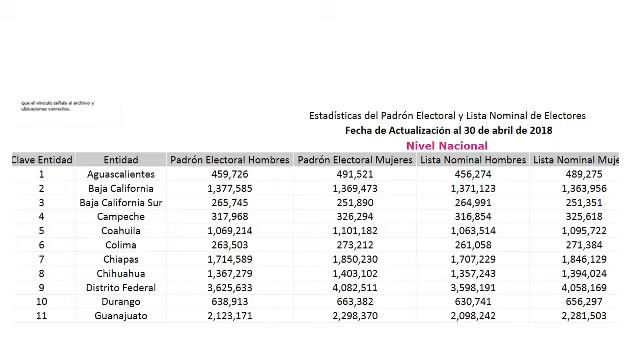 que el vínculo señala al archivo y
ubicaciones correctos.
Estadísticas del Padrón Electoral y Lista Nominal de Electores
Fecha de Actualización al 30 de abril de 2018
Nivel Nacional
Clave Entidad Entidad Padrón Electoral Hombres Padrón Electoral Mujeres Lista Nominal Hombres Lista Nominal Muje
1 Aguascalientes 459,726 491,521 456,274 489,275
2 Baja California 1,377,585 1,369,473 1,371,123 1,363,956
3 Baja California Sur 265,745 251,890 264,991 251,351
4 Campeche 317,968 326,294 316,854 325,618
5 Coahuila 1,069,214 1,101,182 1,063,514 1,095,722
6 Colima 263,503 273,212 261,058 271,384
7 Chiapas 1,714,589 1,850,230 1,707,229 1,846,129
8 Chihuahua 1,367,279 1,403,102 1,357,243 1,394,024
9 Distrito Federal 3,625,633 4,082,511 3,598,191 4,058,169
10 Durango 638,913 663,382 630,741 656,297
11 Guanajuato 2,123,171 2,298,370 2,098,242 2,281,503